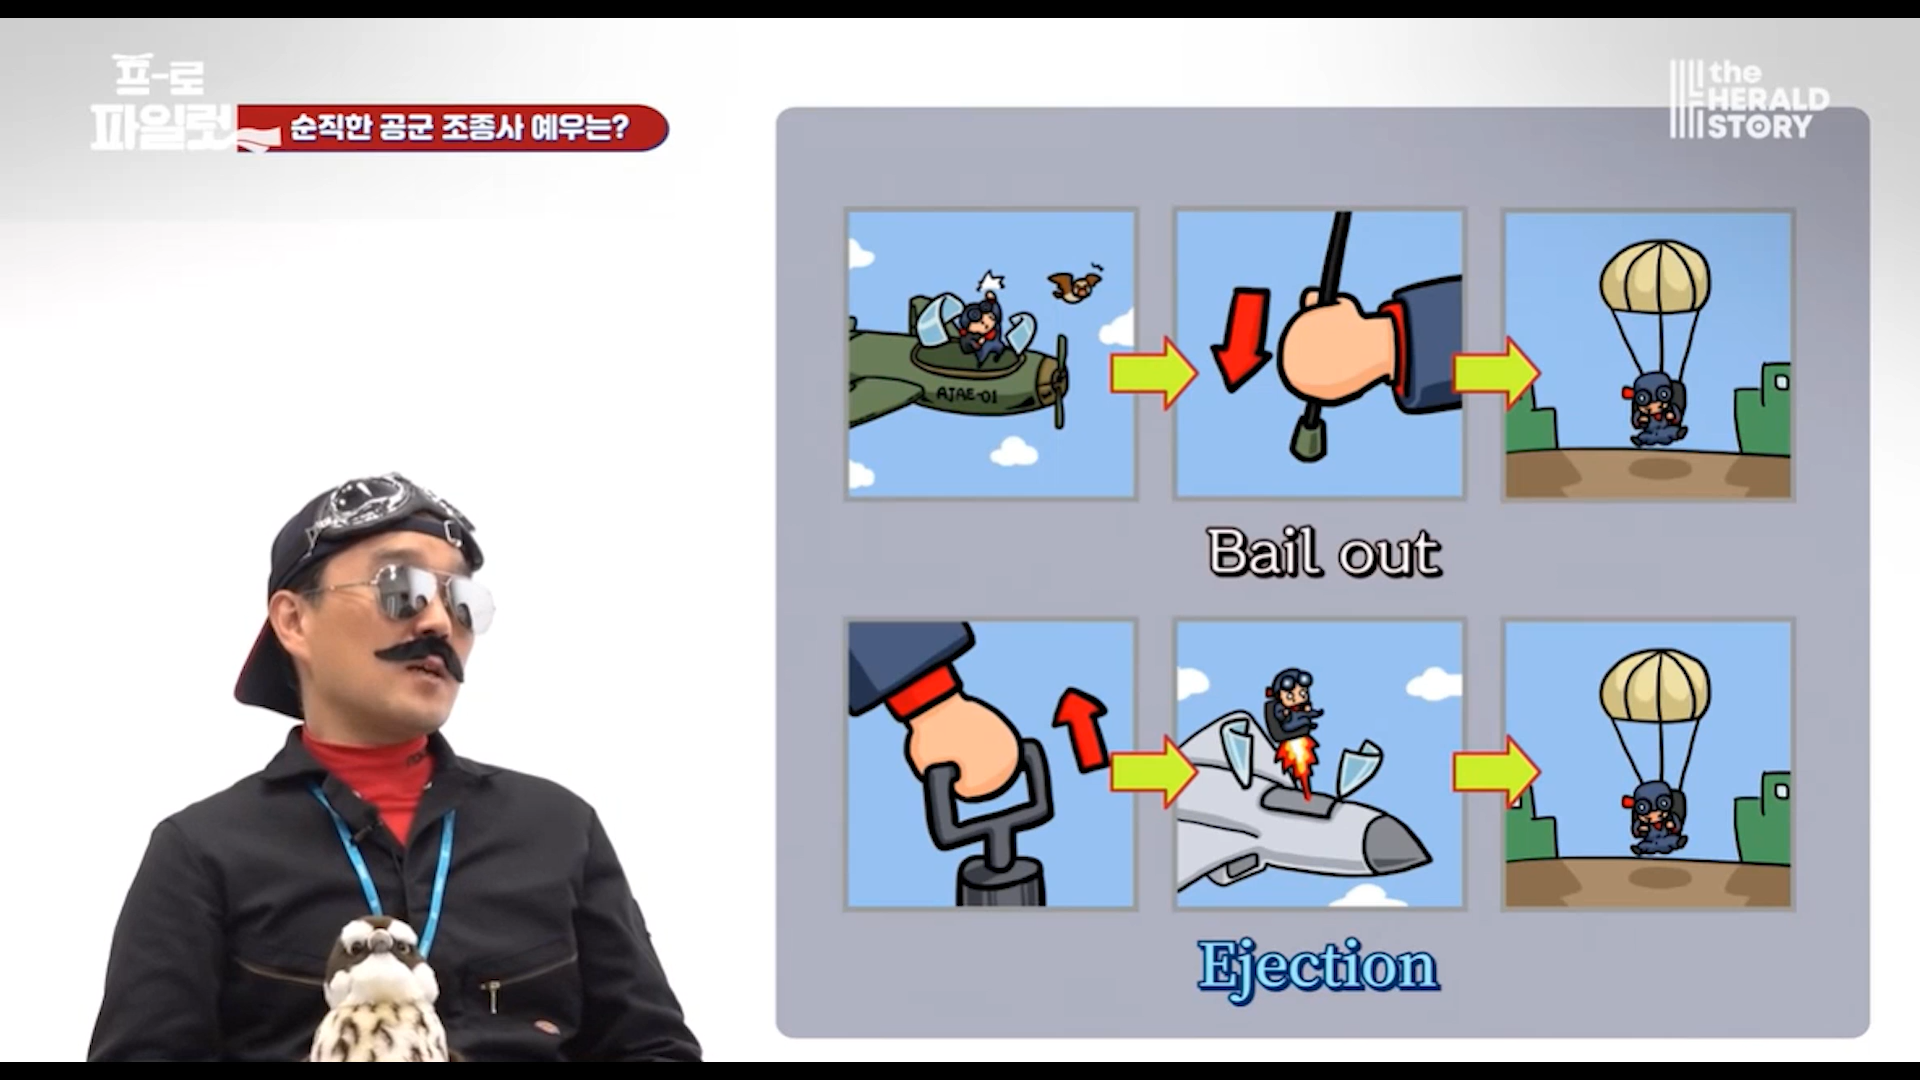 프-로
파일럿
순직한 공군 조종사 예우는?
the
HERALD
STORY
AJAE-01
Bail out
Ejection